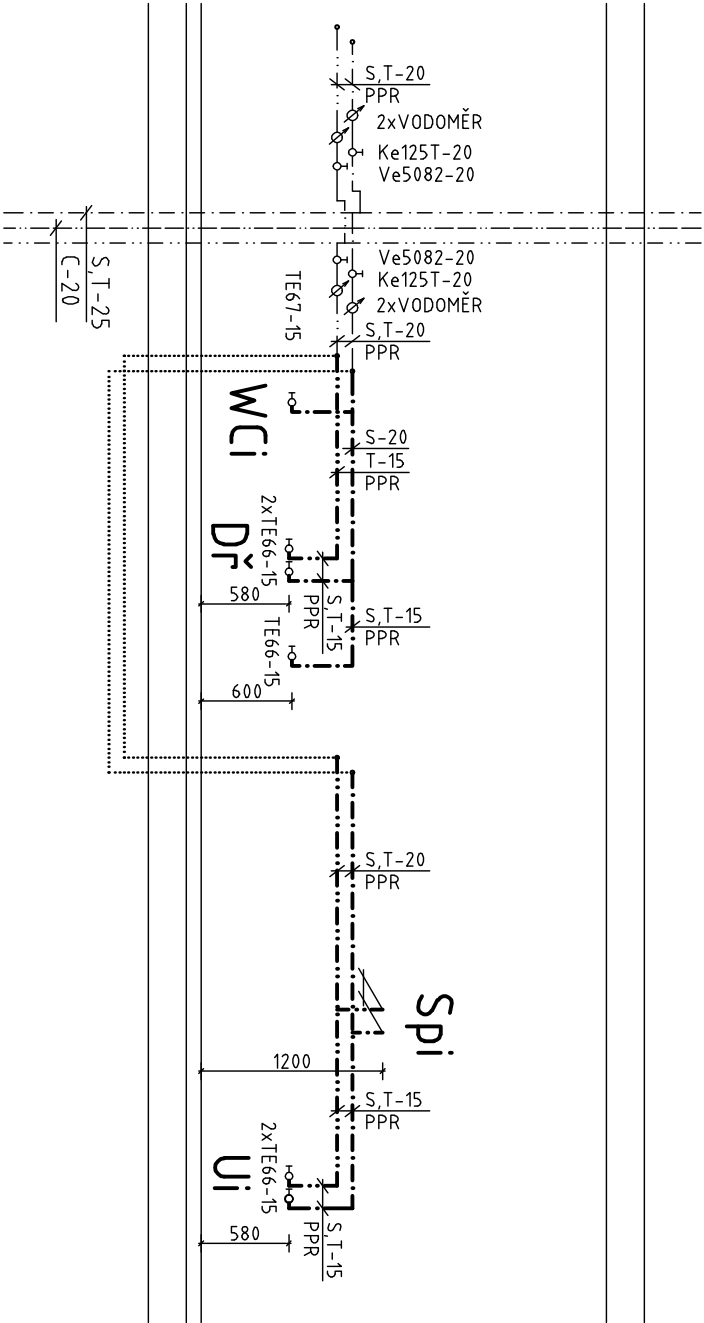 S,T-20
PPR
2xVODOMĚR
Ke125T-20
Ve5082-20
S,T-25
C-20
Ve5082-20
Ke125T-20
2xVODOMĚR
TE67-15
S,T-20
PPR
WCi
S-20
T-15
PPR
2xTE66-15
Dř
580
S,T-15
PPR
S,T-15
PPR
TE66-15
600
S,T-20
PPR
Spi
1200
S,T-15
PPR
2xTE66-15
Ui
S,T-15
PPR
580